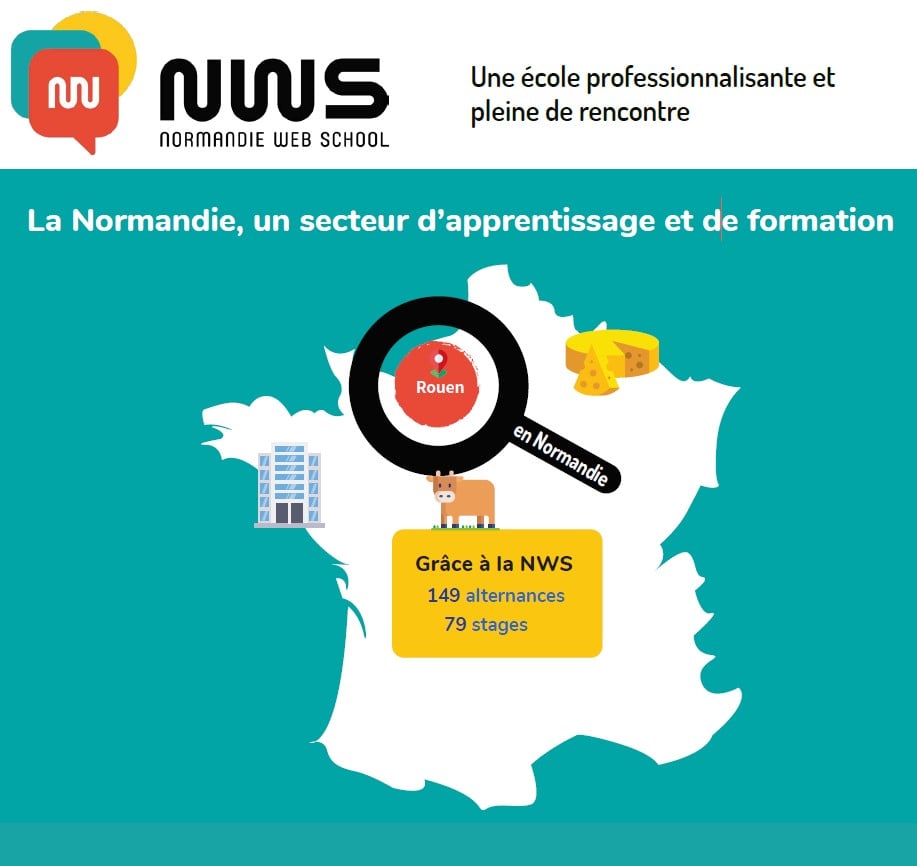 NWS
NORMANDIE WEB SCHOOL
Une école professionnalisante et
pleine de rencontre
La Normandie, un secteur d'apprentissage et de formation
Rouen
en Normandie
Grâce à la NWS
149 alternances
79 stages